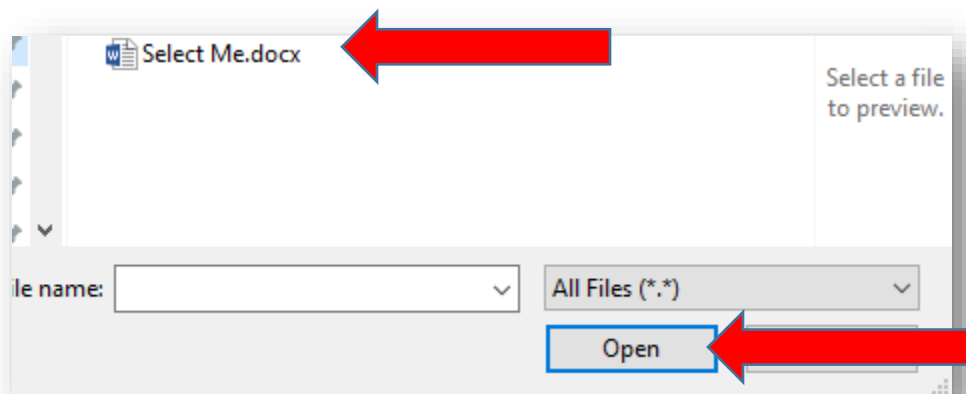 Select Me.docx
Select a file
to preview.
ile name:
All Files (*.*)
Open